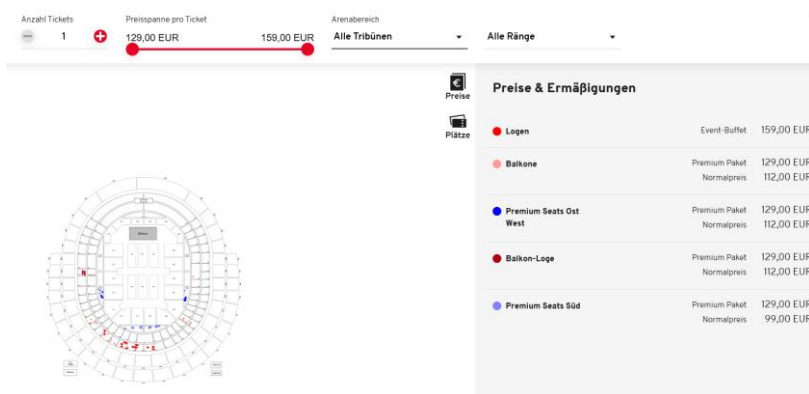 Anzahl Tickets
1
Preisspanne pro Ticket
129,00 EUR 159,00 EUR
Arenabereich
Alle Tribünen
Alle Ränge
Preise
Plätze
Preise & Ermäßigungen
Logen Event-Buffet 159,00 EUR
Balkone Premium Paket 129,00 EUR
Normalpreis 112,00 EUR
Premium Seats Ost Premium Paket 129,00 EUR
West Normalpreis 112,00 EUR
Balkon-Loge Premium Paket 129,00 EUR
Normalpreis 112,00 EUR
Premium Seats Süd Premium Paket 129,00 EUR
Normalpreis 99,00 EUR